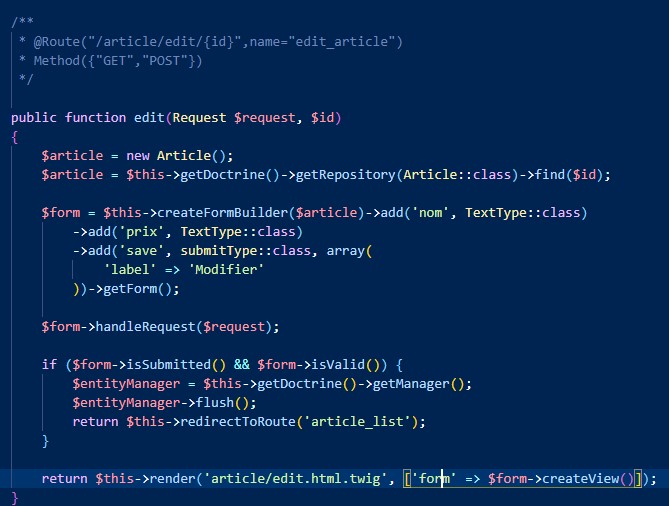 /**
 * @Route("/article/edit/{id}",name="edit_article")
 * Method({"GET","POST"})
 */
public function edit(Request $request, $id)
{
    $article = new Article();
    $article = $this->getDoctrine()->getRepository(Article::class)->find($id);
    $form = $this->createFormBuilder($article)->add('nom', TextType::class)
        ->add('prix', TextType::class)
        ->add('save', submitType::class, array(
            'label' => 'Modifier'
        ))->getForm();
    $form->handleRequest($request);
    if ($form->isSubmitted() && $form->isValid()) {
        $entityManager = $this->getDoctrine()->getManager();
        $entityManager->flush();
        return $this->redirectToRoute('article_list');
    }
    return $this->render('article/edit.html.twig', ['form' => $form->createView()]);
}